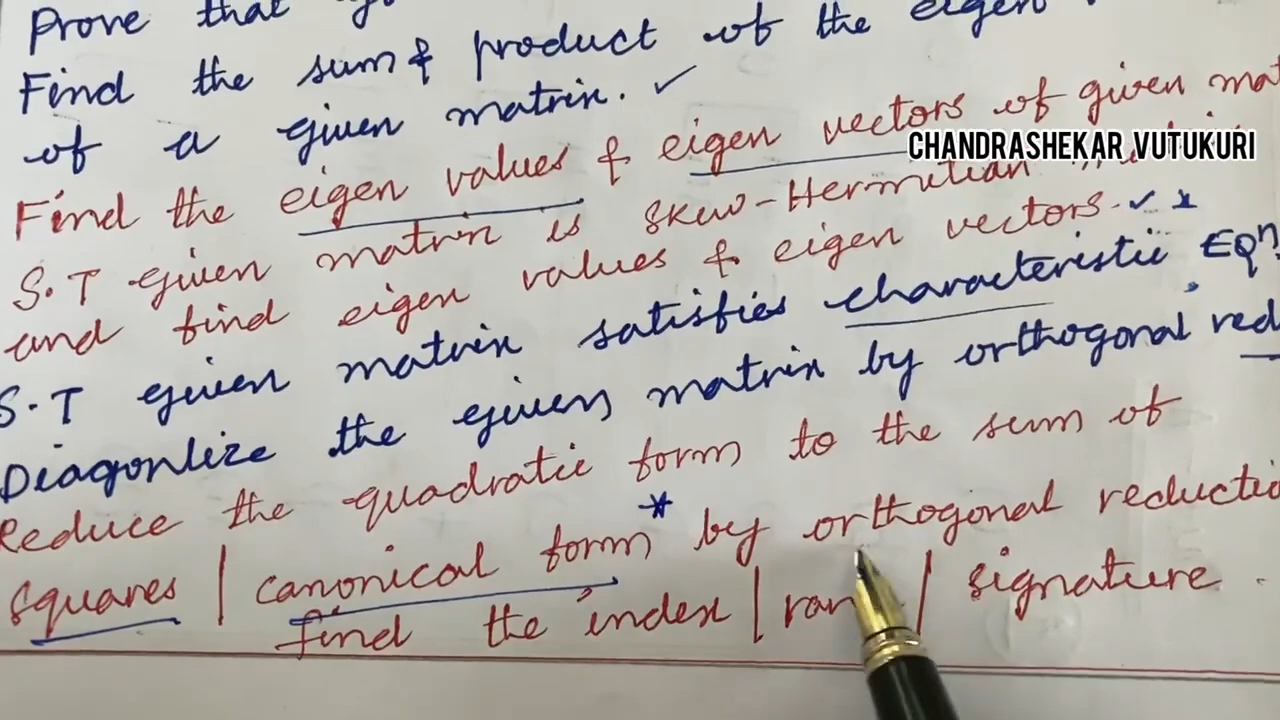 Prove that
Find the sum & product of the eigen
of a given matrix. ✓
Find the eigen values & eigen vectors of given mat
CHANDRASHEKAR VUTUKURI
S.T given matrix is Skew-Hermitian
and find eigen values & eigen vectors. ✓ *
S.T given matrix satisfies characteristic EQn
Diagonlize the given matrix by orthogonal red
Reduce the quadratic form to the sum of
squares | canonical form * by orthogonal reductio
find the index | ran | signature.